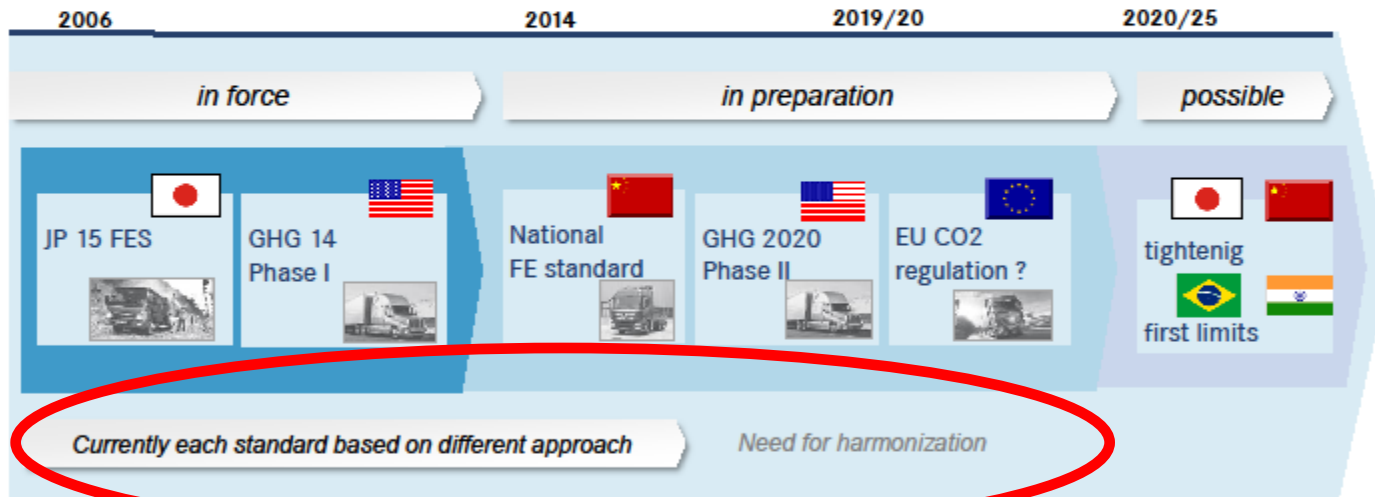 2006 2014 2019/20 2020/25
in force in preparation possible
JP 15 FES
GHG 14
Phase I
National
FE standard
GHG 2020
Phase II
EU CO2
regulation ?
tightenig
first limits
Currently each standard based on different approach Need for harmonization